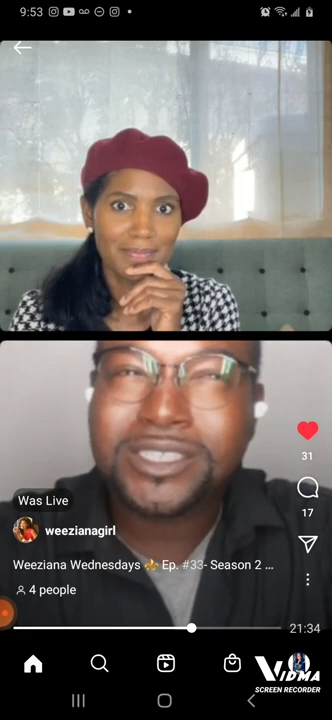 9:53
31
17
Was Live
weezianagirl
Weeziana Wednesdays ⚜️ Ep. #33- Season 2 ...
4 people
21:34
VIDMA
SCREEN RECORDER